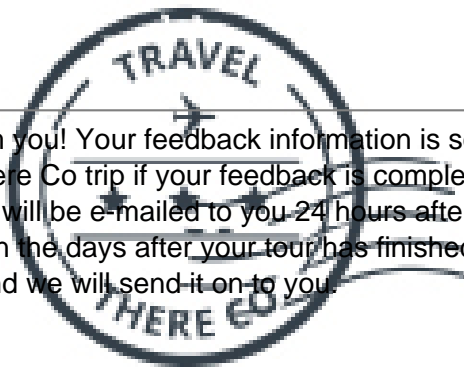 TRAVEL
you! Your feedback information is s
ere Co trip if your feedback is comple
will be e-mailed to you 24 hours afte
n the days after your tour has finished
nd we will send it on to you.
THERE CO.